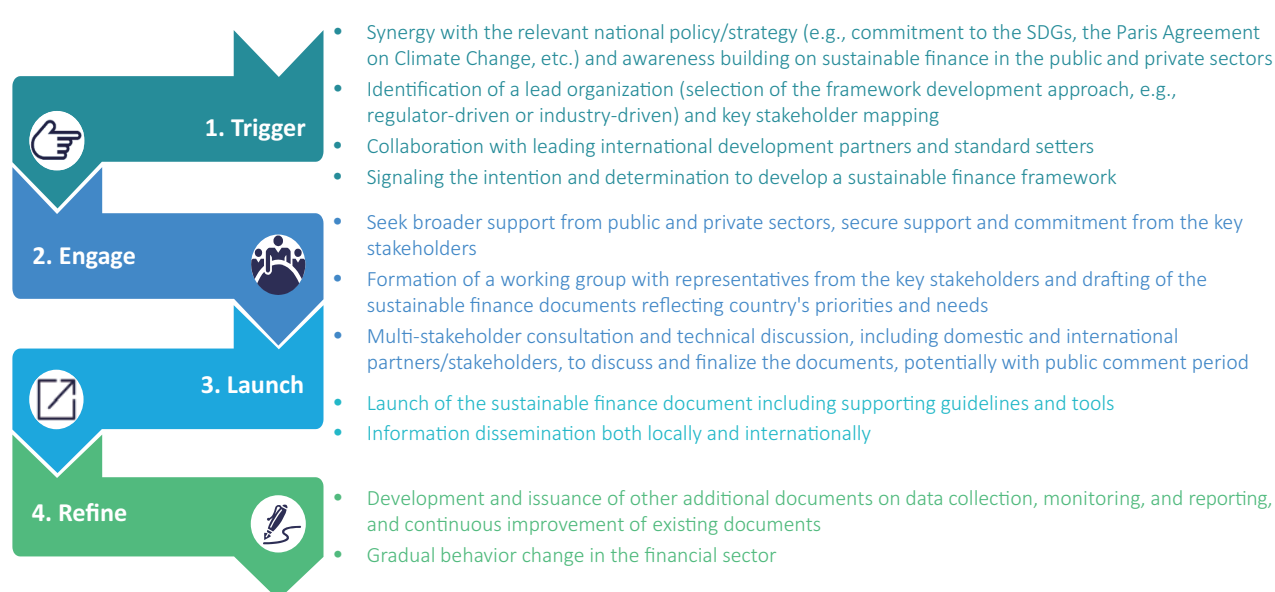 1. Trigger
• Synergy with the relevant national policy/strategy (e.g., commitment to the SDGs, the Paris Agreement
on Climate Change, etc.) and awareness building on sustainable finance in the public and private sectors
• Identification of a lead organization (selection of the framework development approach, e.g.,
regulator-driven or industry-driven) and key stakeholder mapping
• Collaboration with leading international development partners and standard setters
• Signaling the intention and determination to develop a sustainable finance framework
2. Engage
• Seek broader support from public and private sectors, secure support and commitment from the key
stakeholders
• Formation of a working group with representatives from the key stakeholders and drafting of the
sustainable finance documents reflecting country's priorities and needs
• Multi-stakeholder consultation and technical discussion, including domestic and international
partners/stakeholders, to discuss and finalize the documents, potentially with public comment period
3. Launch
• Launch of the sustainable finance document including supporting guidelines and tools
• Information dissemination both locally and internationally
4. Refine
• Development and issuance of other additional documents on data collection, monitoring, and reporting,
and continuous improvement of existing documents
• Gradual behavior change in the financial sector